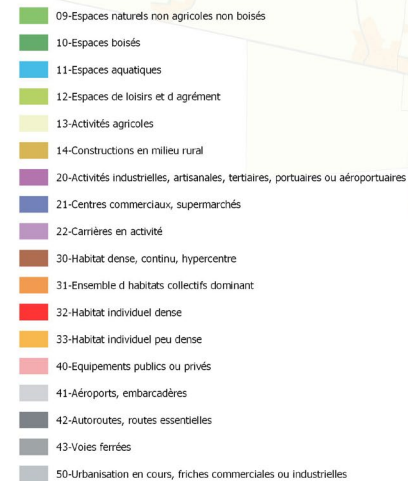 09-Espaces naturels non agricoles non boisés
10-Espaces boisés
11-Espaces aquatiques
12-Espaces de loisirs et d agrément
13-Activités agricoles
14-Constructions en milieu rural
20-Activités industrielles, artisanales, tertiaires, portuaires ou aéroportuaires
21-Centres commerciaux, supermarchés
22-Carrières en activité
30-Habitat dense, continu, hypercentre
31-Ensemble d habitats collectifs dominant
32-Habitat individuel dense
33-Habitat individuel peu dense
40-Equipements publics ou privés
41-Aéroports, embarcadères
42-Autoroutes, routes essentielles
43-Voies ferrées
50-Urbanisation en cours, friches commerciales ou industrielles